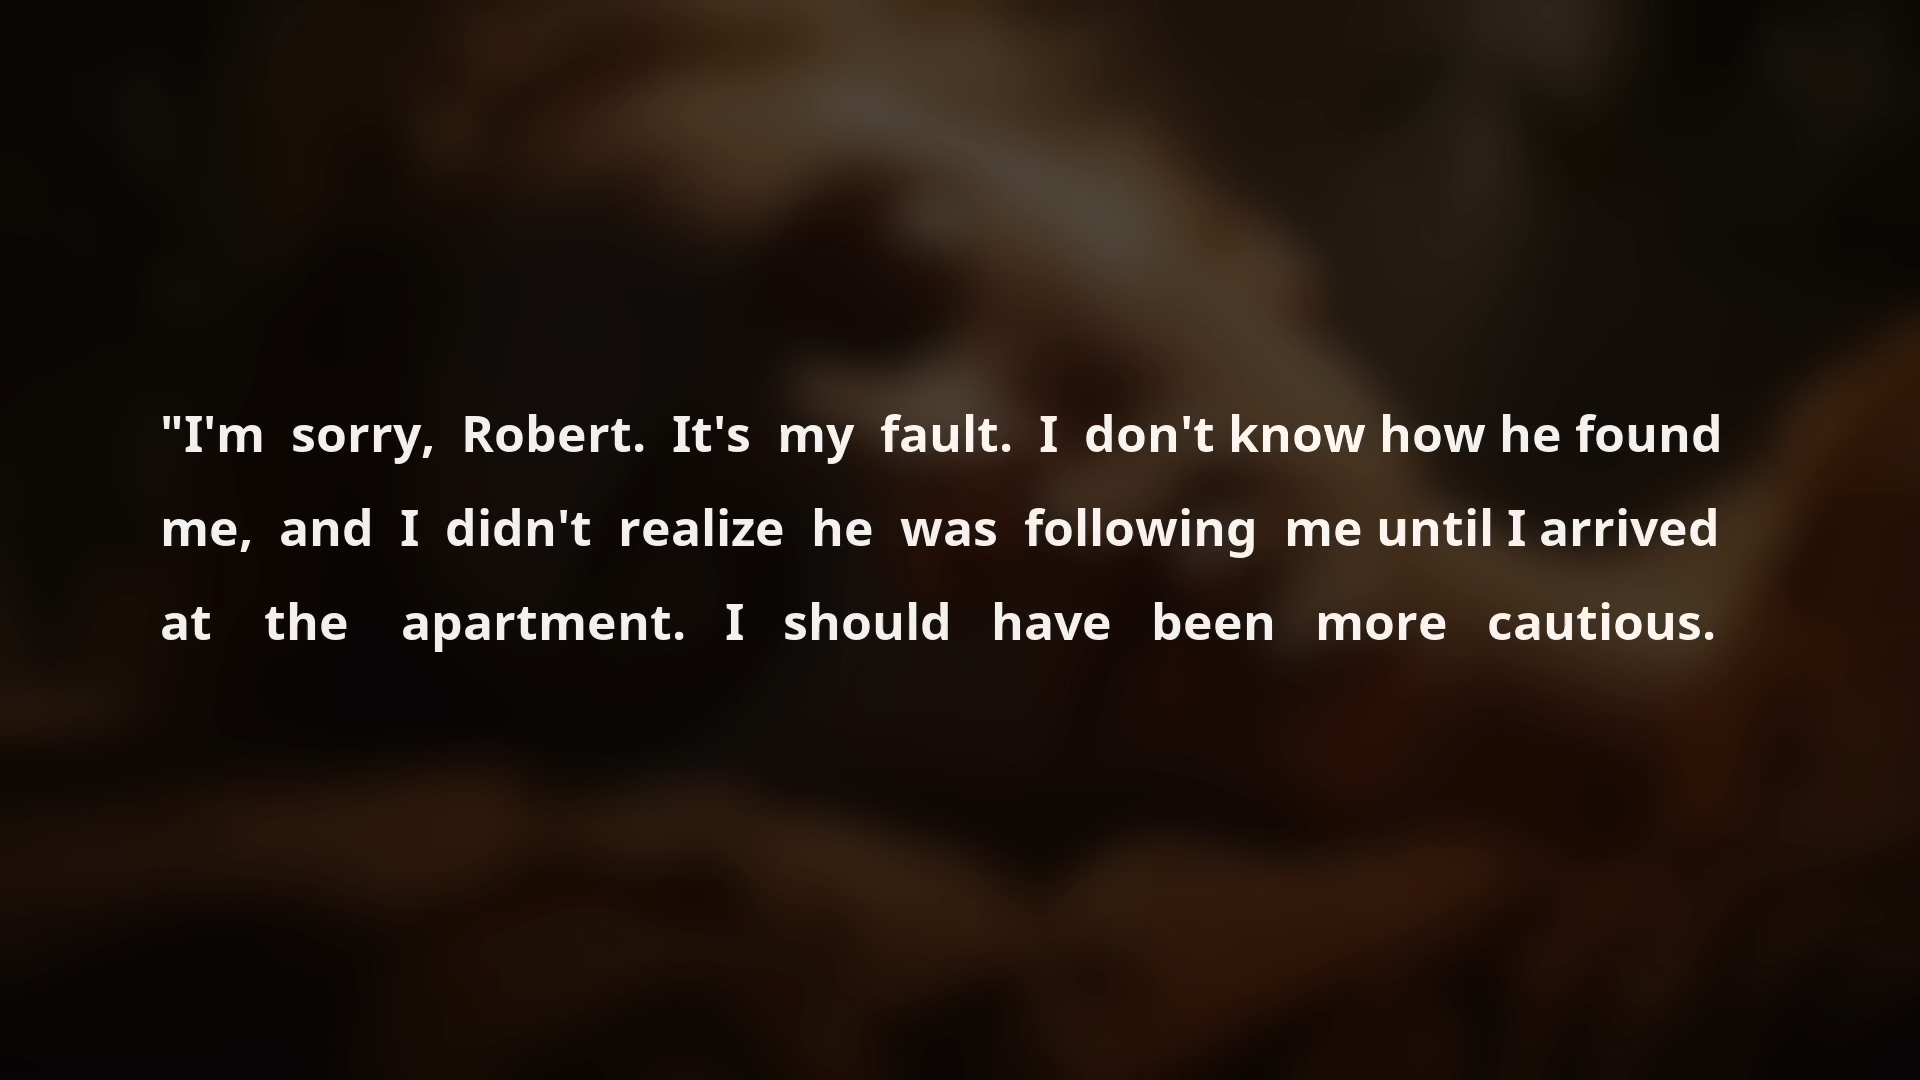 "I'm sorry, Robert. It's my fault. I don't know how he found
me, and I didn't realize he was following me until I arrived
at the apartment. I should have been more cautious.